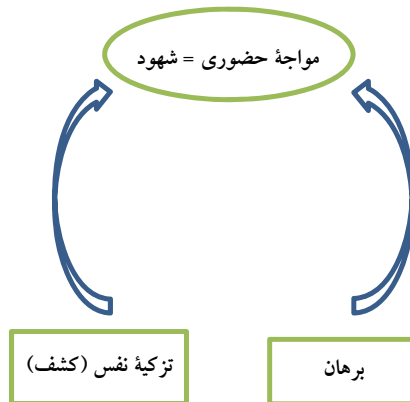 مواجهٔ حضوری = شهود
برهان
تزکیهٔ نفس (کشف)